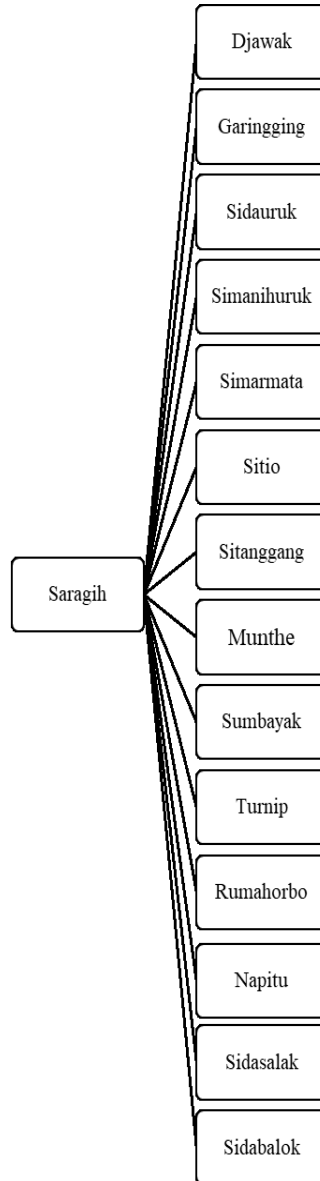 Djawak
Garingging
Sidauruk
Simanihuruk
Simarmata
Sitio
Sitanggang
Saragih
Munthe
Sumbayak
Turnip
Rumahorbo
Napitu
Sidasalak
Sidabalok